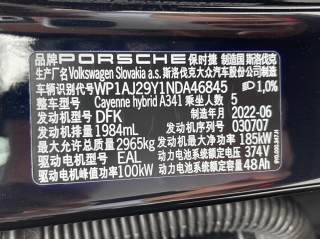 品牌 PORSCHE 保时捷 制造国 斯洛伐克
生产厂名 Volkswagen Slovakia a.s. 斯洛伐克大众汽车股份公司
车辆识别代号 WP1AJ29Y1NDA46845 1,0%
整车型号 Cayenne hybrid A341 乘坐人数 5
发动机型号 DFK 制造年月 2022-06
发动机排量 1984mL 涂料序号 030707
最大允许总质量 2965kg 发动机最大净功率 185kW
驱动电机型号 EAL 动力电池系统额定电压 374V
驱动电机峰值功率 100kW 动力电池系统额定容量 48Ah